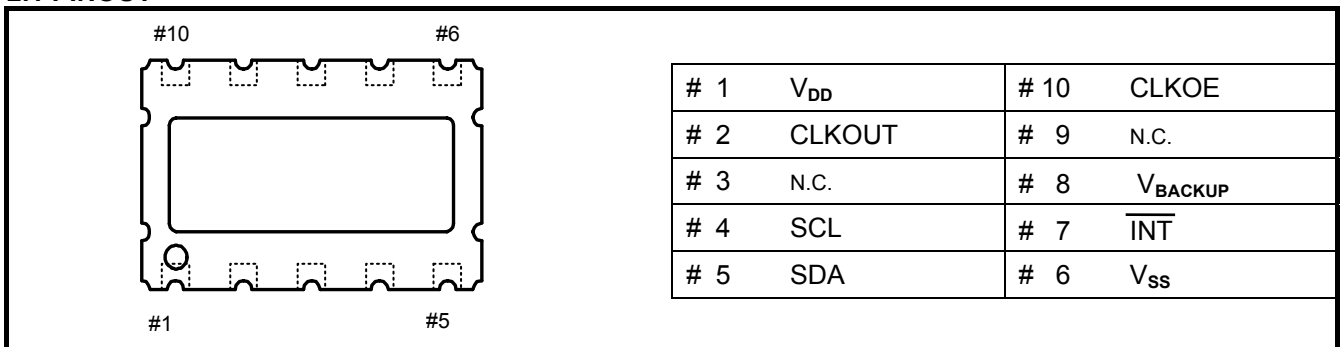 #10 #6
# 1 VDD # 10 CLKOE
# 2 CLKOUT # 9 N.C.
# 3 N.C. # 8 VBACKUP
# 4 SCL # 7 INT
# 5 SDA # 6 VSS
#1 #5